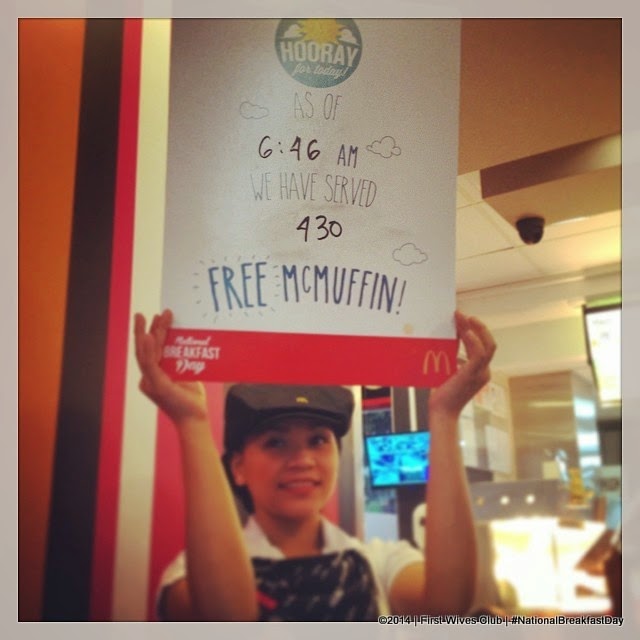 HOORAY
for today!
AS OF
6:46 AM
WE HAVE SERVED
430
FREE McMUFFIN!
National
BREAKFAST
Day
©2014 | First Wives Club | #NationalBreakfastDay